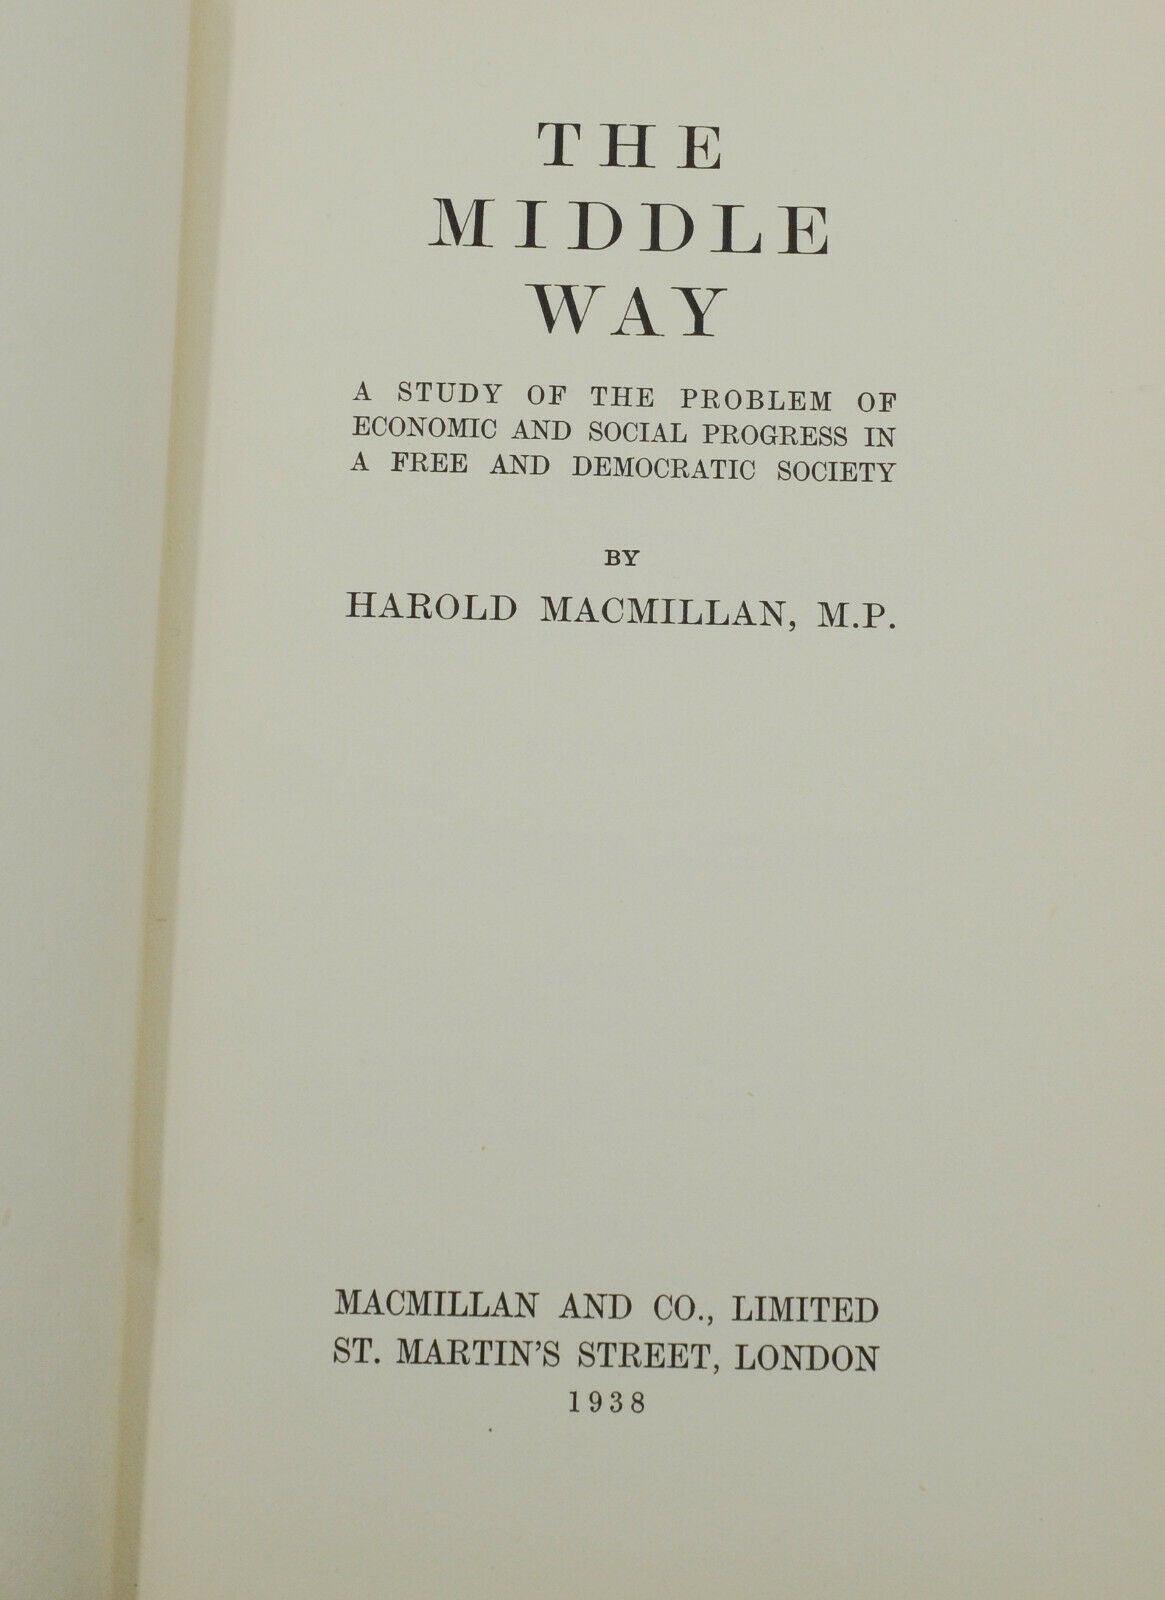 THE
MIDDLE
WAY
A STUDY OF THE PROBLEM OF
ECONOMIC AND SOCIAL PROGRESS IN
A FREE AND DEMOCRATIC SOCIETY
BY
HAROLD MACMILLAN, M.P.
MACMILLAN AND CO., LIMITED
ST. MARTIN'S STREET, LONDON
1938